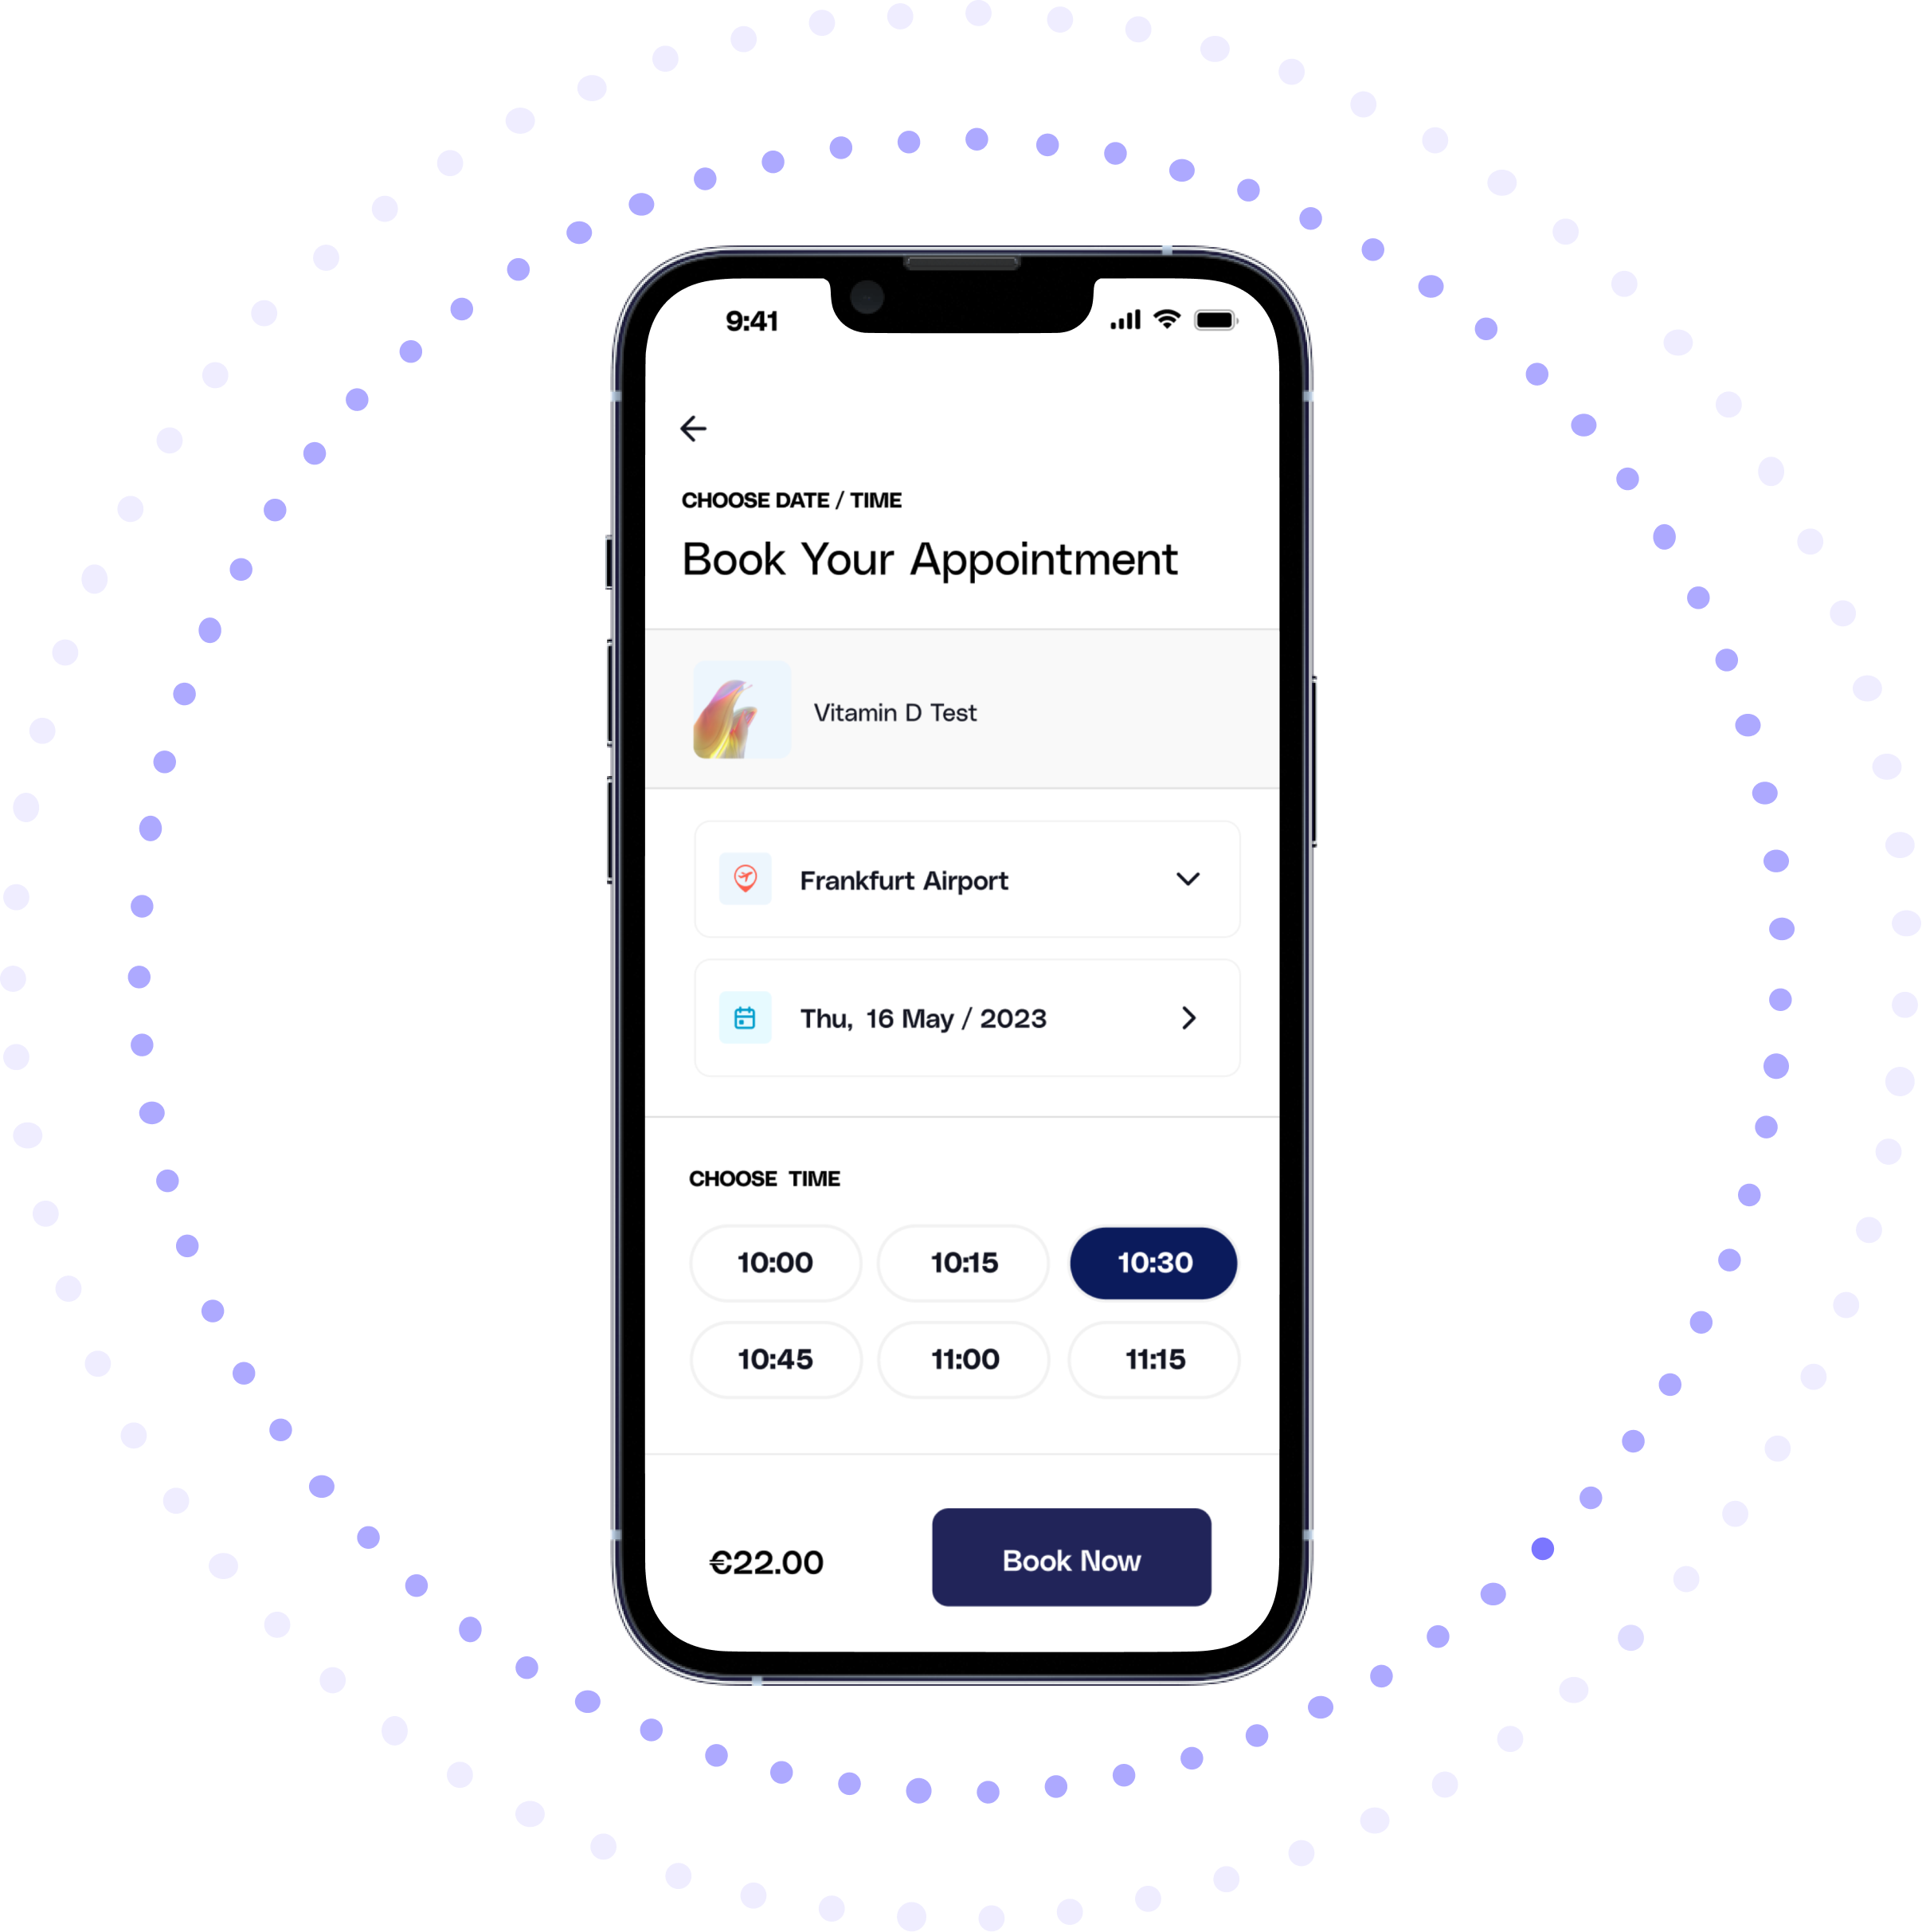 9:41
CHOOSE DATE / TIME
Book Your Appointment
Vitamin D Test
Frankfurt Airport
Thu, 16 May / 2023
CHOOSE TIME
10:00 10:15 10:30
10:45 11:00 11:15
€22.00 Book Now